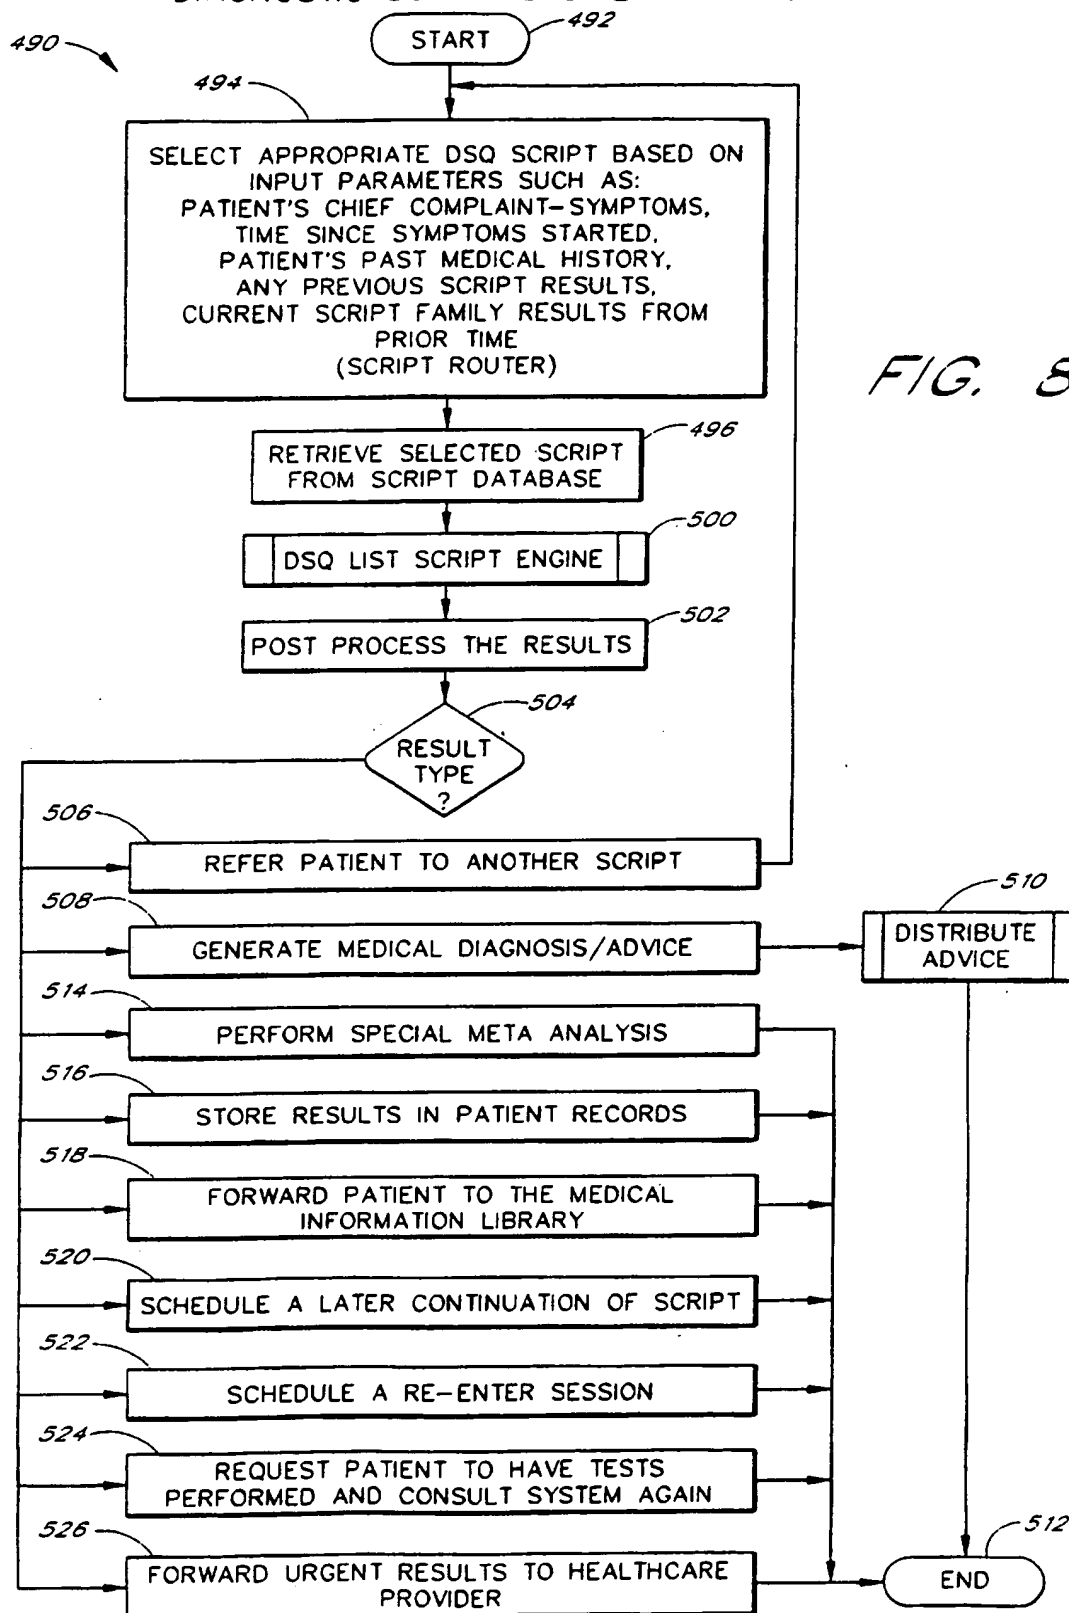 492
START
490
494
SELECT APPROPRIATE DSQ SCRIPT BASED ON
INPUT PARAMETERS SUCH AS:
PATIENT'S CHIEF COMPLAINT-SYMPTOMS,
TIME SINCE SYMPTOMS STARTED,
PATIENT'S PAST MEDICAL HISTORY,
ANY PREVIOUS SCRIPT RESULTS,
CURRENT SCRIPT FAMILY RESULTS FROM
PRIOR TIME
(SCRIPT ROUTER)
FIG. 8
496
RETRIEVE SELECTED SCRIPT
FROM SCRIPT DATABASE
500
DSQ LIST SCRIPT ENGINE
502
POST PROCESS THE RESULTS
504
RESULT
TYPE
?
506
REFER PATIENT TO ANOTHER SCRIPT
508
GENERATE MEDICAL DIAGNOSIS/ADVICE
510
DISTRIBUTE
ADVICE
514
PERFORM SPECIAL META ANALYSIS
516
STORE RESULTS IN PATIENT RECORDS
518
FORWARD PATIENT TO THE MEDICAL
INFORMATION LIBRARY
520
SCHEDULE A LATER CONTINUATION OF SCRIPT
522
SCHEDULE A RE-ENTER SESSION
524
REQUEST PATIENT TO HAVE TESTS
PERFORMED AND CONSULT SYSTEM AGAIN
526
FORWARD URGENT RESULTS TO HEALTHCARE
PROVIDER
512
END